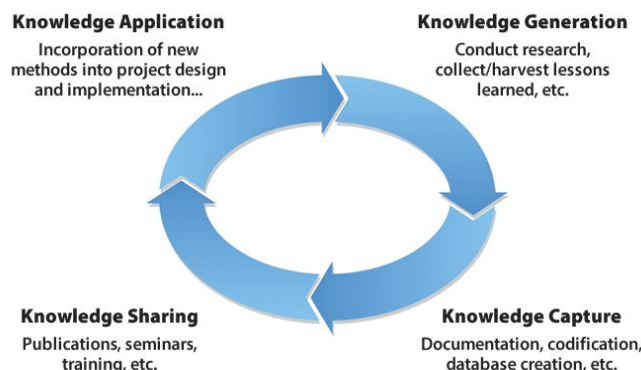 Knowledge Application
Incorporation of new
methods into project design
and implementation...
Knowledge Generation
Conduct research,
collect/harvest lessons
learned, etc.
Knowledge Sharing
Publications, seminars,
training, etc.
Knowledge Capture
Documentation, codification,
database creation, etc.